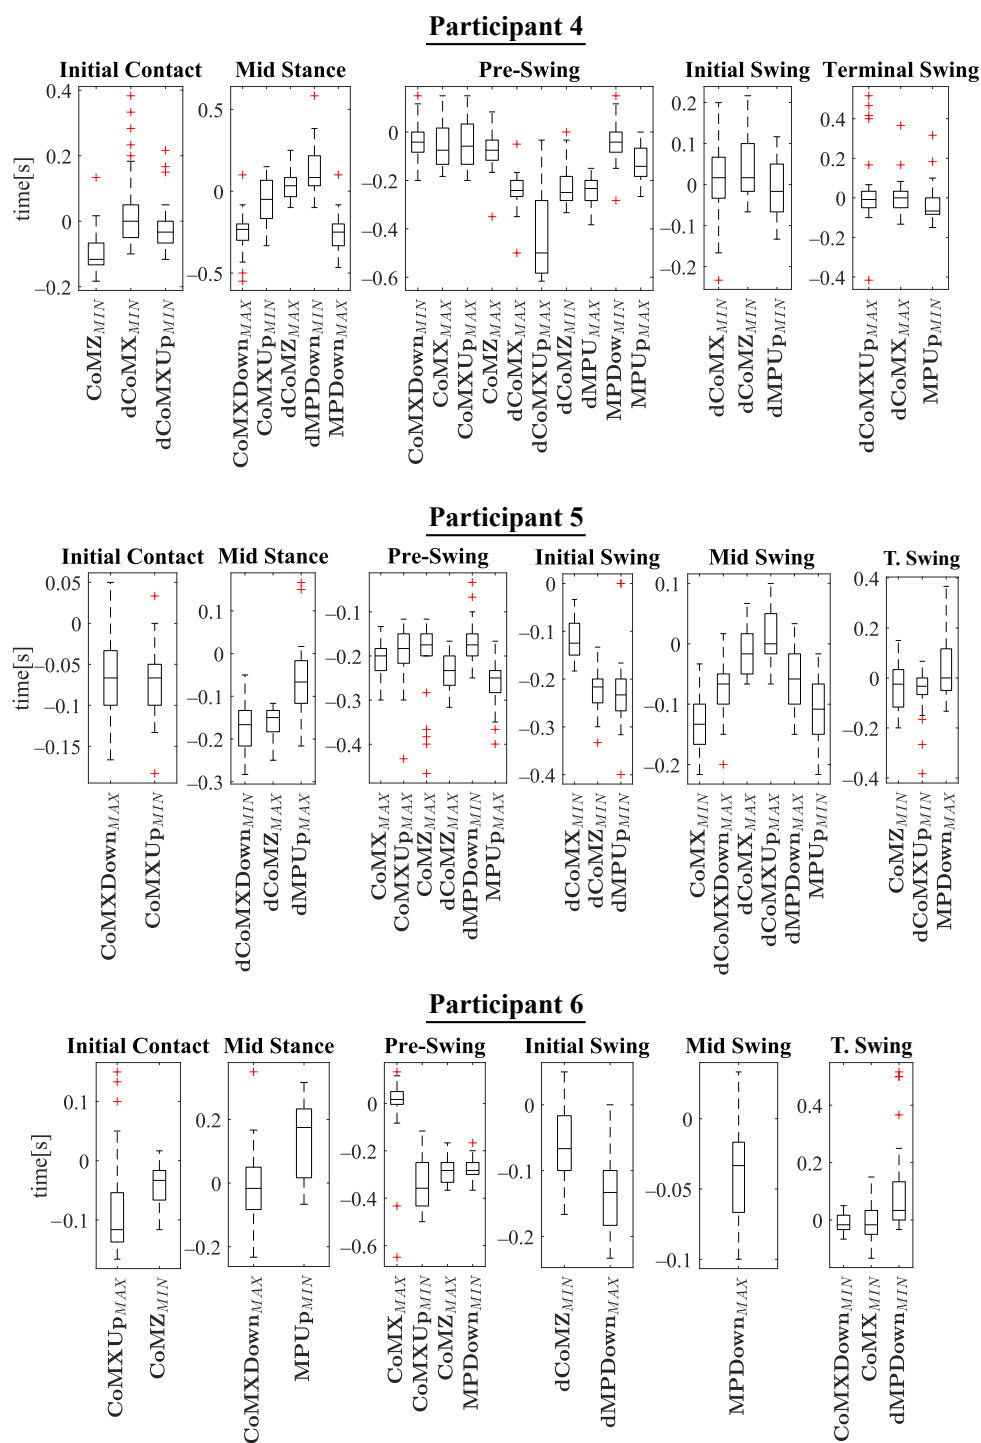 Participant 4
Initial Contact Mid Stance Pre-Swing Initial Swing Terminal Swing
time[s]
0.4
0.2
0
−0.2
0.5
0
−0.5
0
−0.2
−0.4
−0.6
0.2
0.1
0
−0.1
−0.2
0.4
0.2
0
−0.2
−0.4
CoMZMIN
dCoMXMIN
dCoMXUpMIN
CoMXDownMAX
CoMXUpMIN
dCoMZMAX
dMPDownMIN
MPDownMAX
CoMXDownMIN
CoMXMAX
CoMXUpMAX
CoMZMAX
dCoMXMAX
dCoMXUpMAX
dCoMZMIN
dMPUMAX
MPDowMIN
MPUpMAX
dCoMXMIN
dCoMZMIN
dMPUpMIN
dCoMXUpMAX
dCoMXMAX
MPUpMIN
Participant 5
Initial Contact Mid Stance Pre-Swing Initial Swing Mid Swing T. Swing
time[s]
0.05
0
−0.05
−0.1
−0.15
0.1
0
−0.1
−0.2
−0.3
−0.1
−0.2
−0.3
−0.4
0
−0.1
−0.2
−0.3
−0.4
0.1
0
−0.1
−0.2
0.4
0.2
0
−0.2
−0.4
CoMXDownMAX
CoMXUpMIN
dCoMXDownMIN
dCoMZMAX
dMPUpMAX
CoMXMAX
CoMXUpMAX
CoMZMAX
dCoMZMAX
dMPDownMIN
MPUpMAX
dCoMXMIN
dCoMZMIN
dMPUpMIN
CoMXMIN
dCoMXDownMAX
dCoMXMAX
dCoMXUpMAX
dMPDownMAX
MPUpMIN
CoMZMIN
dCoMXUpMIN
MPDownMAX
Participant 6
Initial Contact Mid Stance Pre-Swing Initial Swing Mid Swing T. Swing
time[s]
0.1
0
−0.1
0.2
0
−0.2
0
−0.2
−0.4
−0.6
0
−0.1
−0.2
0
−0.05
−0.1
0.4
0.2
0
CoMXUpMAX
CoMZMIN
CoMXDownMAX
MPUpMIN
CoMXMAX
CoMXUpMIN
CoMZMAX
MPDownMIN
dCoMZMIN
dMPDownMAX
MPDownMAX
CoMXDownMIN
CoMXMIN
dMPDownMIN